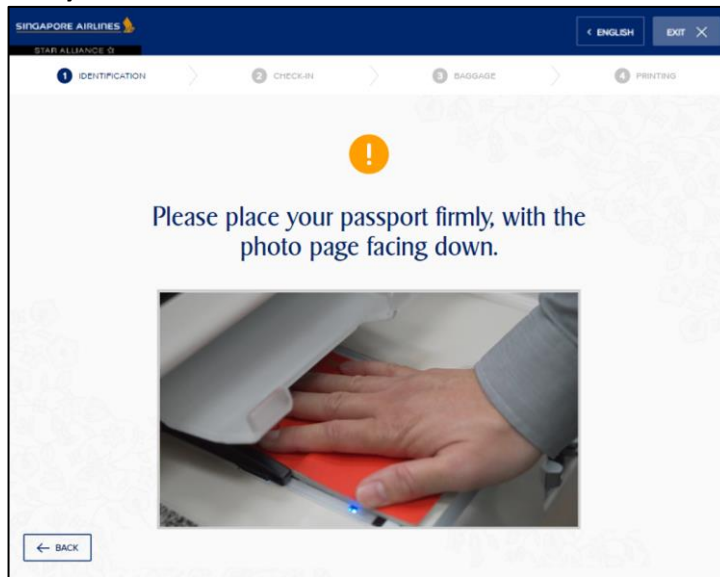 SINGAPORE AIRLINES
STAR ALLIANCE
< ENGLISH
EXIT X
1 IDENTIFICATION
2 CHECK-IN
3 BAGGAGE
4 PRINTING
!
Please place your passport firmly, with the
photo page facing down.
← BACK